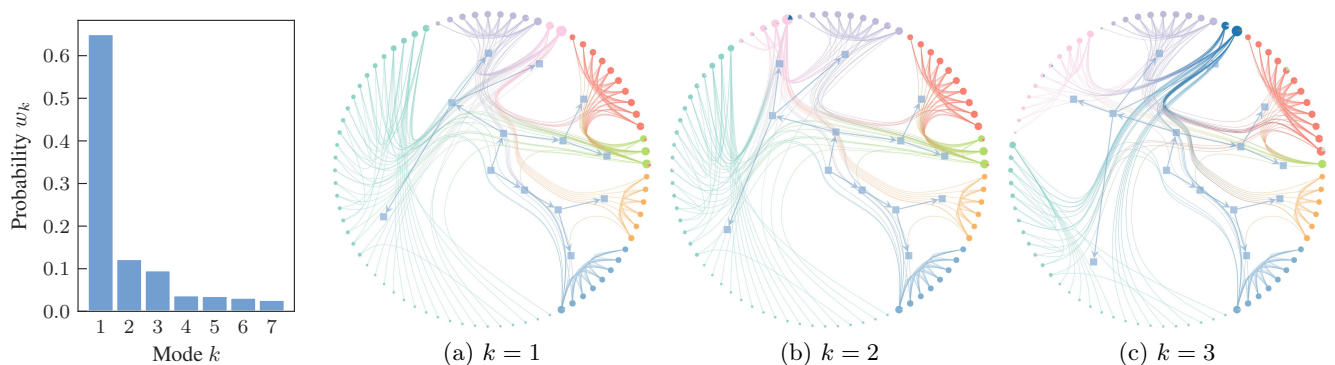 Probability w_k
0.6
0.5
0.4
0.3
0.2
0.1
0.0
1 2 3 4 5 6 7
Mode k
(a) k = 1
(b) k = 2
(c) k = 3